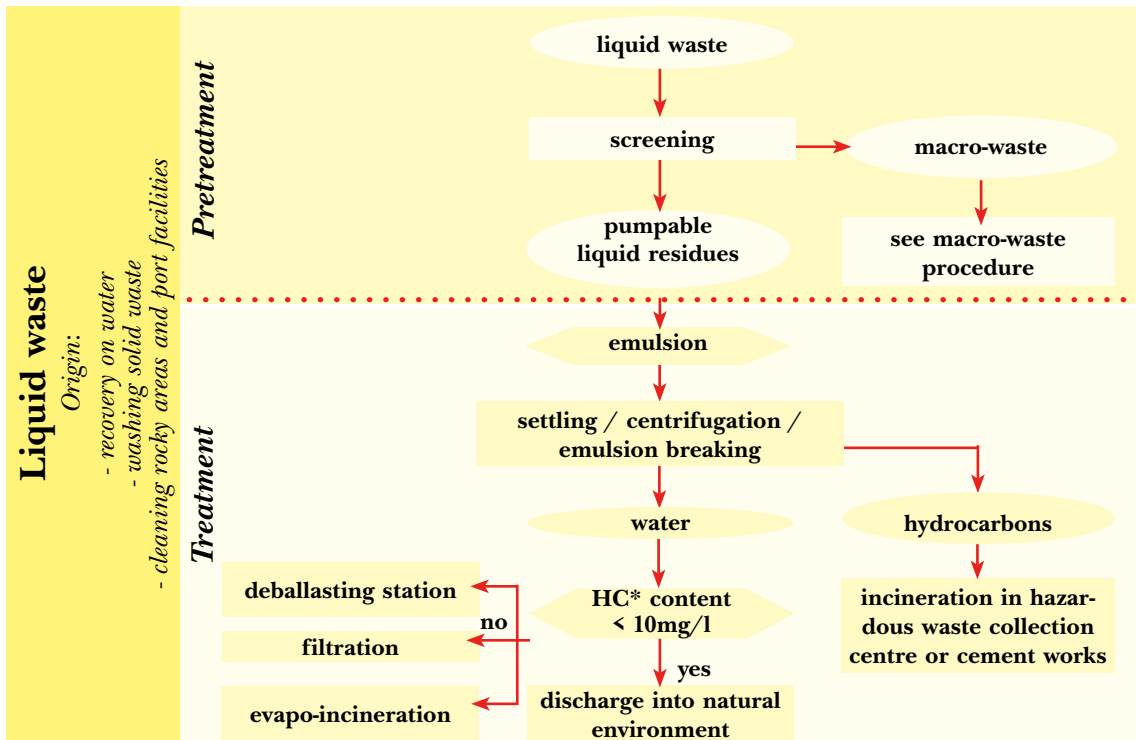 Liquid waste
Origin:
- recovery on water
- washing solid waste
- cleaning rocky areas and port facilities
Pretreatment
liquid waste
screening
macro-waste
pumpable
liquid residues
see macro-waste
procedure
Treatment
emulsion
settling / centrifugation /
emulsion breaking
water
hydrocarbons
HC* content
< 10mg/l
no
deballasting station
filtration
evapo-incineration
yes
discharge into natural
environment
incineration in hazar-
dous waste collection
centre or cement works